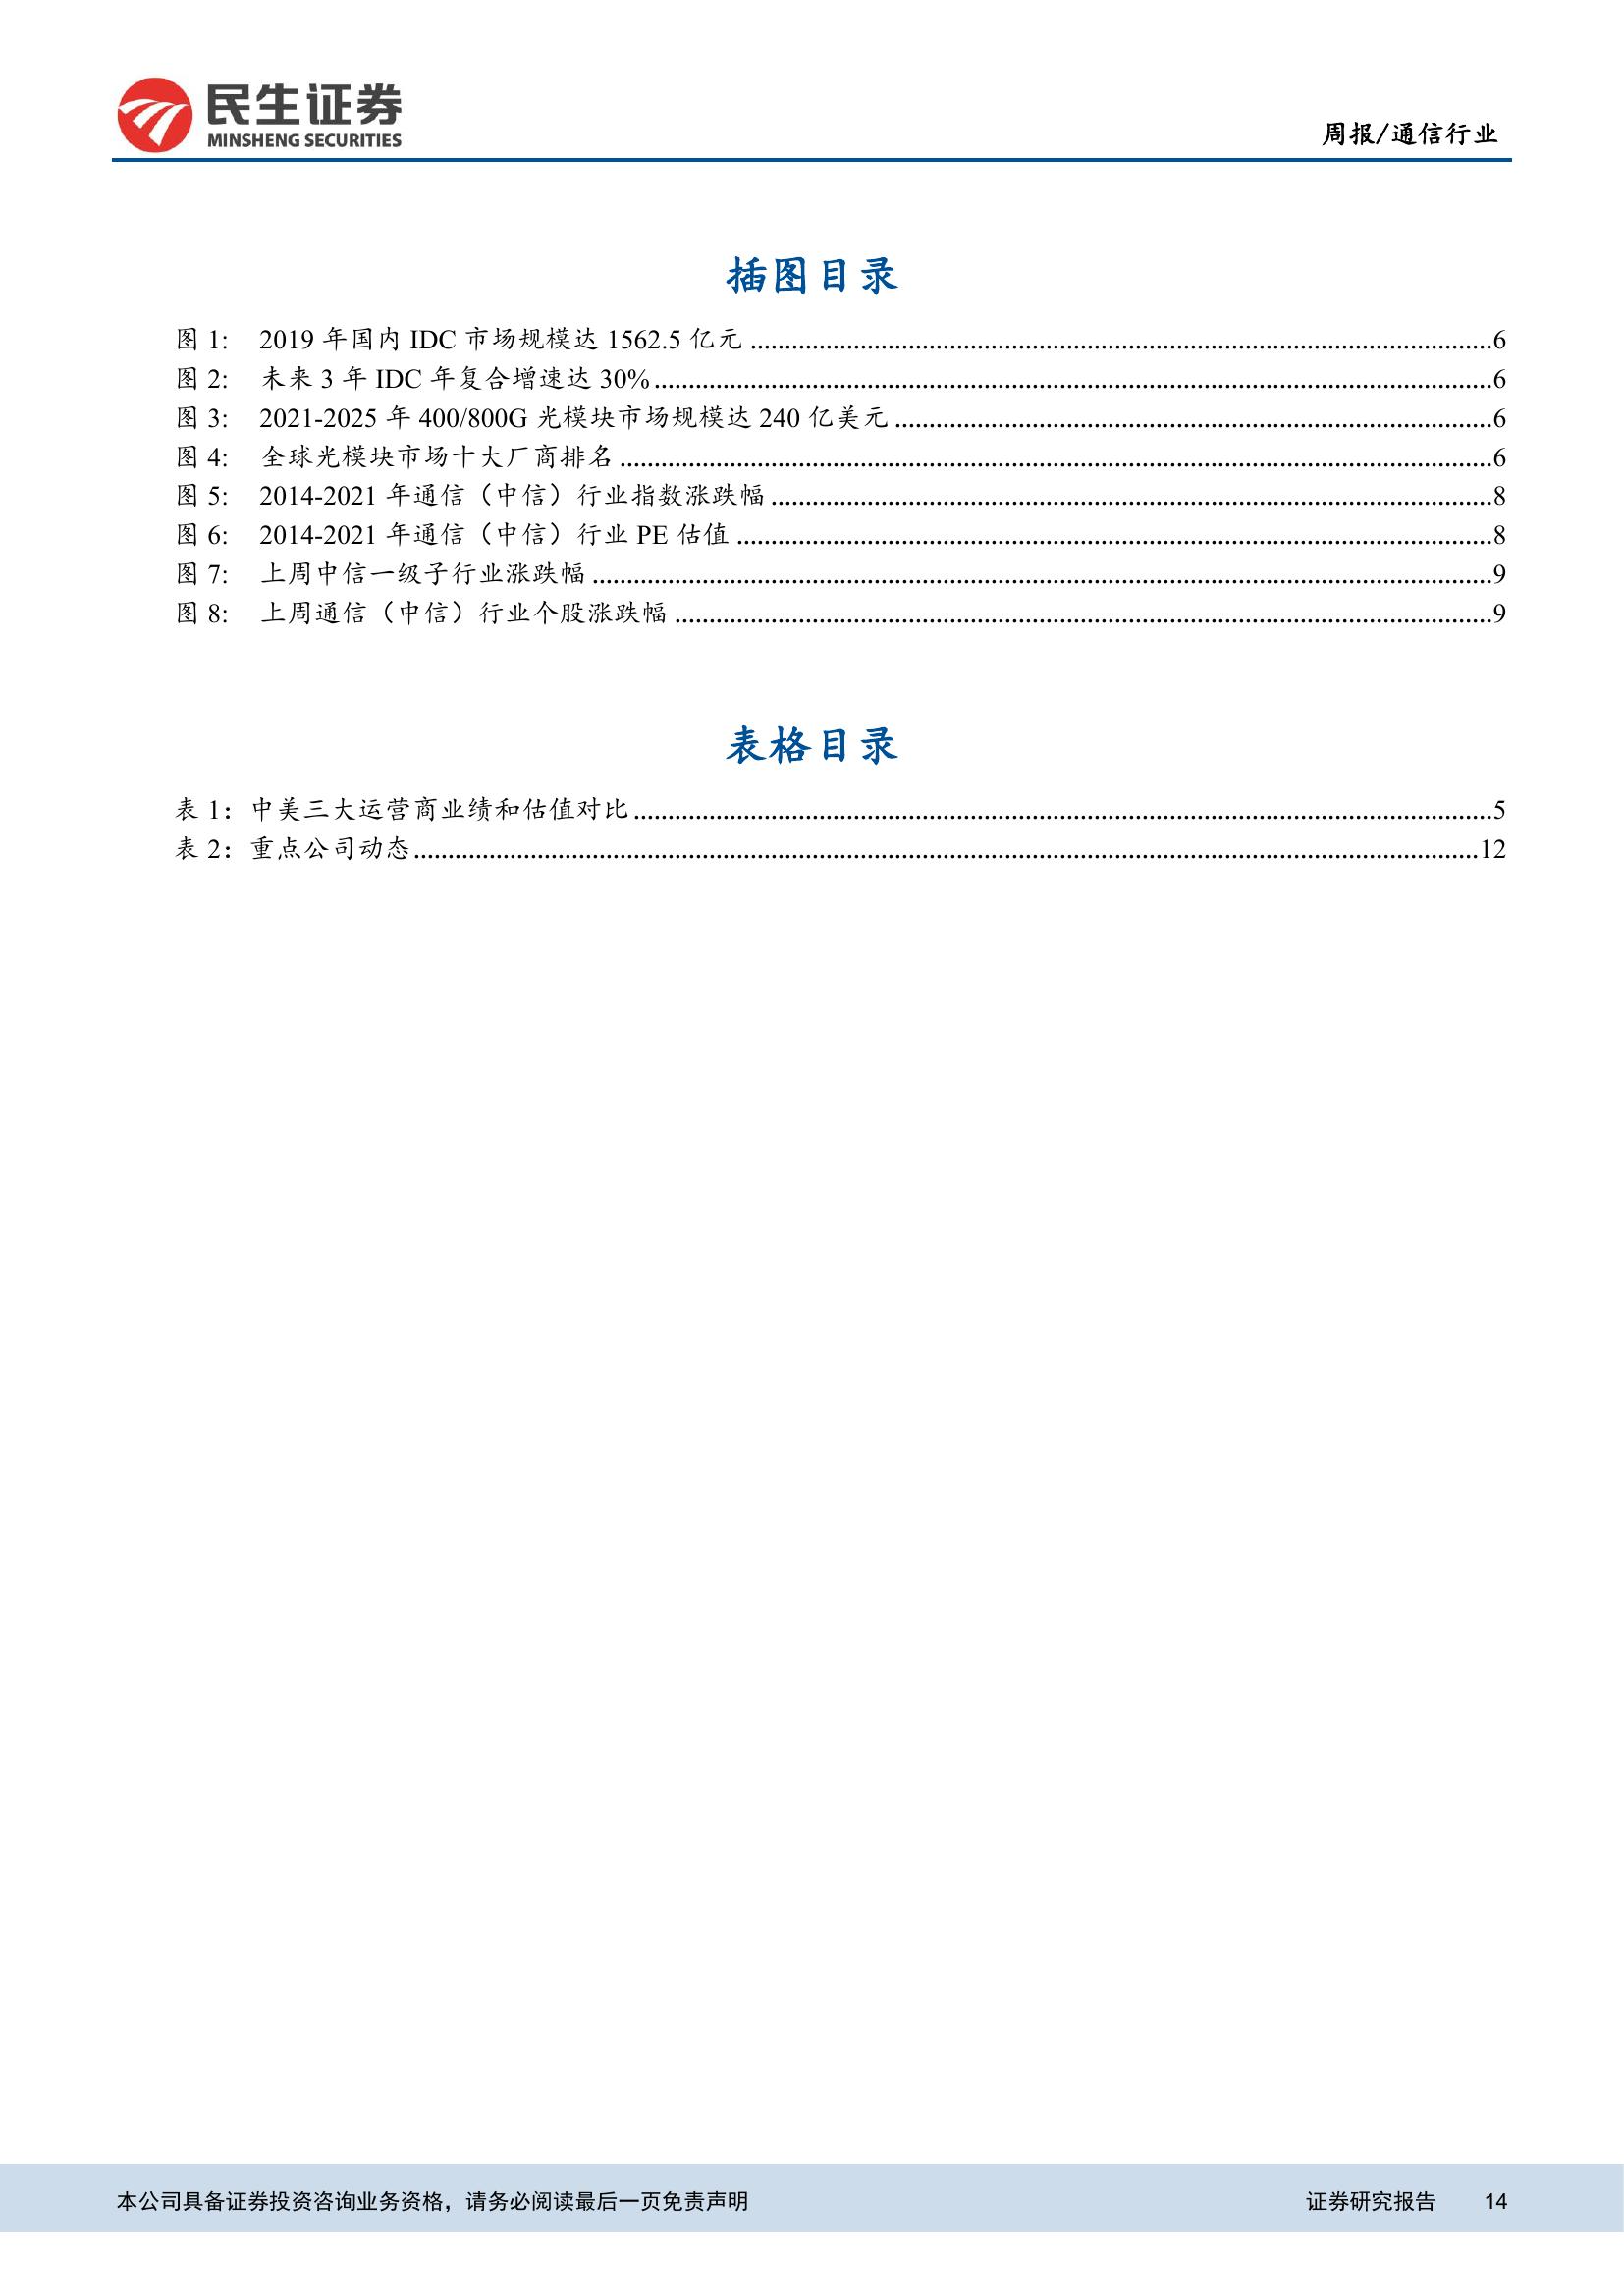 民生证券
MINSHENG SECURITIES
周报/通信行业
插图目录
图 1: 2019 年国内 IDC 市场规模达 1562.5 亿元 ........................................ 6
图 2: 未来 3 年 IDC 年复合增速达 30% ........................................ 6
图 3: 2021-2025 年 400/800G 光模块市场规模达 240 亿美元 ........................................ 6
图 4: 全球光模块市场十大厂商排名 ........................................ 6
图 5: 2014-2021 年通信（中信）行业指数涨跌幅 ........................................ 8
图 6: 2014-2021 年通信（中信）行业 PE 估值 ........................................ 8
图 7: 上周中信一级子行业涨跌幅 ........................................ 9
图 8: 上周通信（中信）行业个股涨跌幅 ........................................ 9
表格目录
表 1：中美三大运营商业绩和估值对比 ........................................ 5
表 2：重点公司动态 ........................................ 12
本公司具备证券投资咨询业务资格，请务必阅读最后一页免责声明 证券研究报告 14